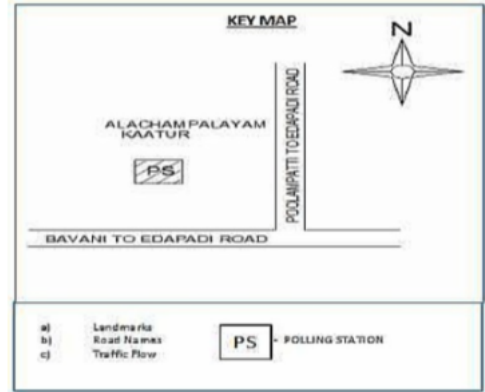 KEY MAP
N
ALACHAM PALAYAM
KAATUR
PS
POOLAMPATTI TO EDAPADI ROAD
BAVANI TO EDAPADI ROAD
a) Landmarks
b) Road Names
c) Traffic Flow
PS - POLLING STATION